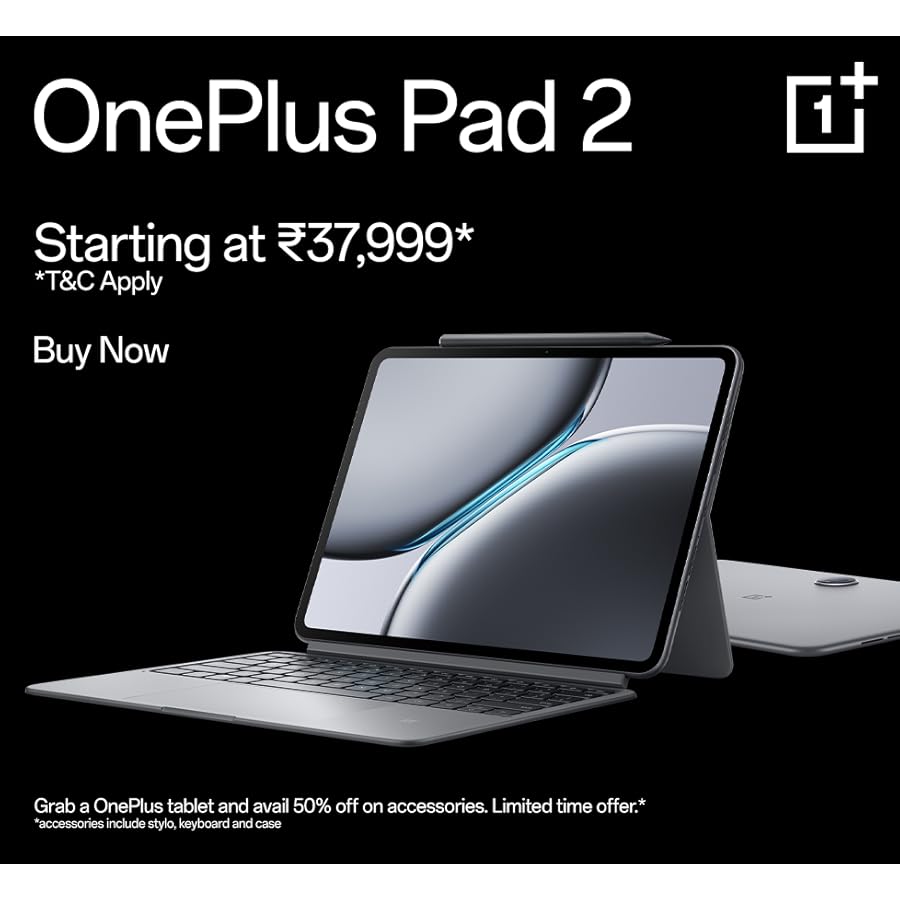 OnePlus Pad 2
1+
Starting at ₹37,999*
*T&C Apply
Buy Now
Grab a OnePlus tablet and avail 50% off on accessories. Limited time offer.*
*accessories include stylo, keyboard and case